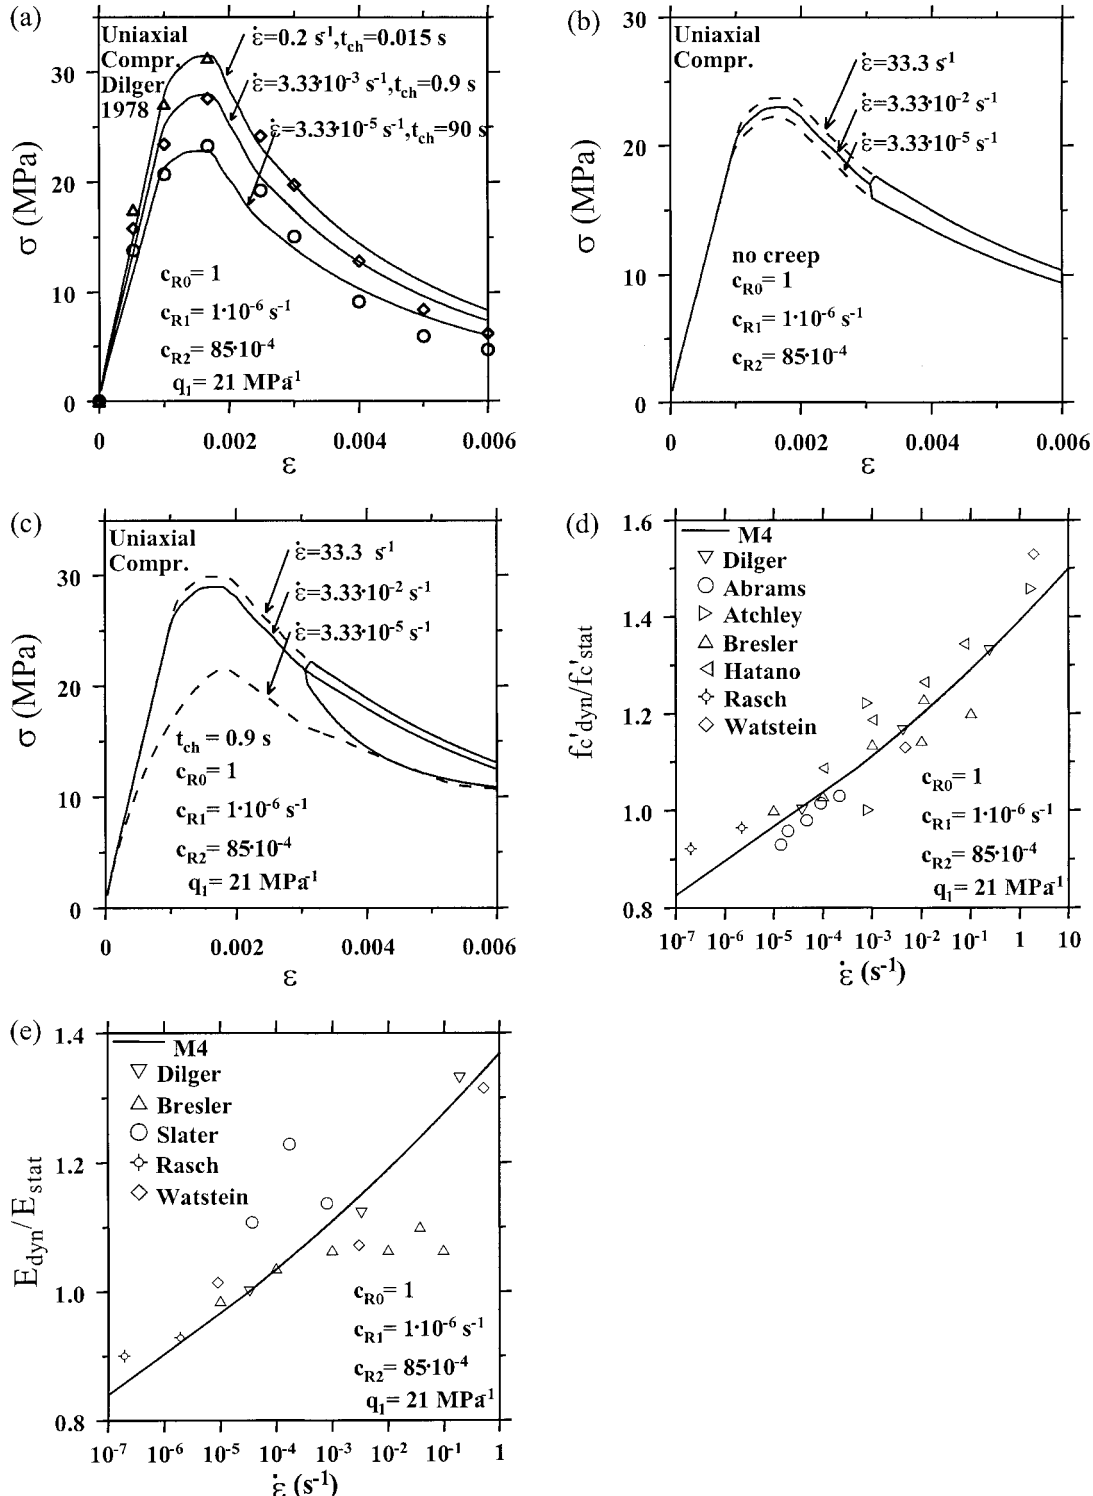 (a)
Uniaxial
Compr.
Dilger
1978
ε̇=0.2 s⁻¹,t_ch=0.015 s
ε̇=3.33·10⁻³ s⁻¹,t_ch=0.9 s
ε̇=3.33·10⁻⁵ s⁻¹,t_ch=90 s
c_R0= 1
c_R1= 1·10⁻⁶ s⁻¹
c_R2= 85·10⁻⁴
q₁= 21 MPa⁻¹
σ (MPa)
30
20
10
0
0 0.002 0.004 0.006
ε
(b)
Uniaxial
Compr.
ε̇=33.3 s⁻¹
ε̇=3.33·10⁻² s⁻¹
ε̇=3.33·10⁻⁵ s⁻¹
no creep
c_R0= 1
c_R1= 1·10⁻⁶ s⁻¹
c_R2= 85·10⁻⁴
σ (MPa)
30
20
10
0
0 0.002 0.004 0.006
ε
(c)
Uniaxial
Compr.
ε̇=33.3 s⁻¹
ε̇=3.33·10⁻² s⁻¹
ε̇=3.33·10⁻⁵ s⁻¹
t_ch = 0.9 s
c_R0= 1
c_R1= 1·10⁻⁶ s⁻¹
c_R2= 85·10⁻⁴
q₁= 21 MPa⁻¹
σ (MPa)
30
20
10
0
0 0.002 0.004 0.006
ε
(d)
M4
Dilger
Abrams
Atchley
Bresler
Hatano
Rasch
Watstein
c_R0= 1
c_R1= 1·10⁻⁶ s⁻¹
c_R2= 85·10⁻⁴
q₁= 21 MPa⁻¹
fc'dyn/fc'stat
1.6
1.4
1.2
1.0
0.8
10⁻⁷ 10⁻⁶ 10⁻⁵ 10⁻⁴ 10⁻³ 10⁻² 10⁻¹ 1 10
ε̇ (s⁻¹)
(e)
M4
Dilger
Bresler
Slater
Rasch
Watstein
c_R0= 1
c_R1= 1·10⁻⁶ s⁻¹
c_R2= 85·10⁻⁴
q₁= 21 MPa⁻¹
E_dyn/E_stat
1.4
1.2
1.0
0.8
10⁻⁷ 10⁻⁶ 10⁻⁵ 10⁻⁴ 10⁻³ 10⁻² 10⁻¹ 1
ε̇ (s⁻¹)